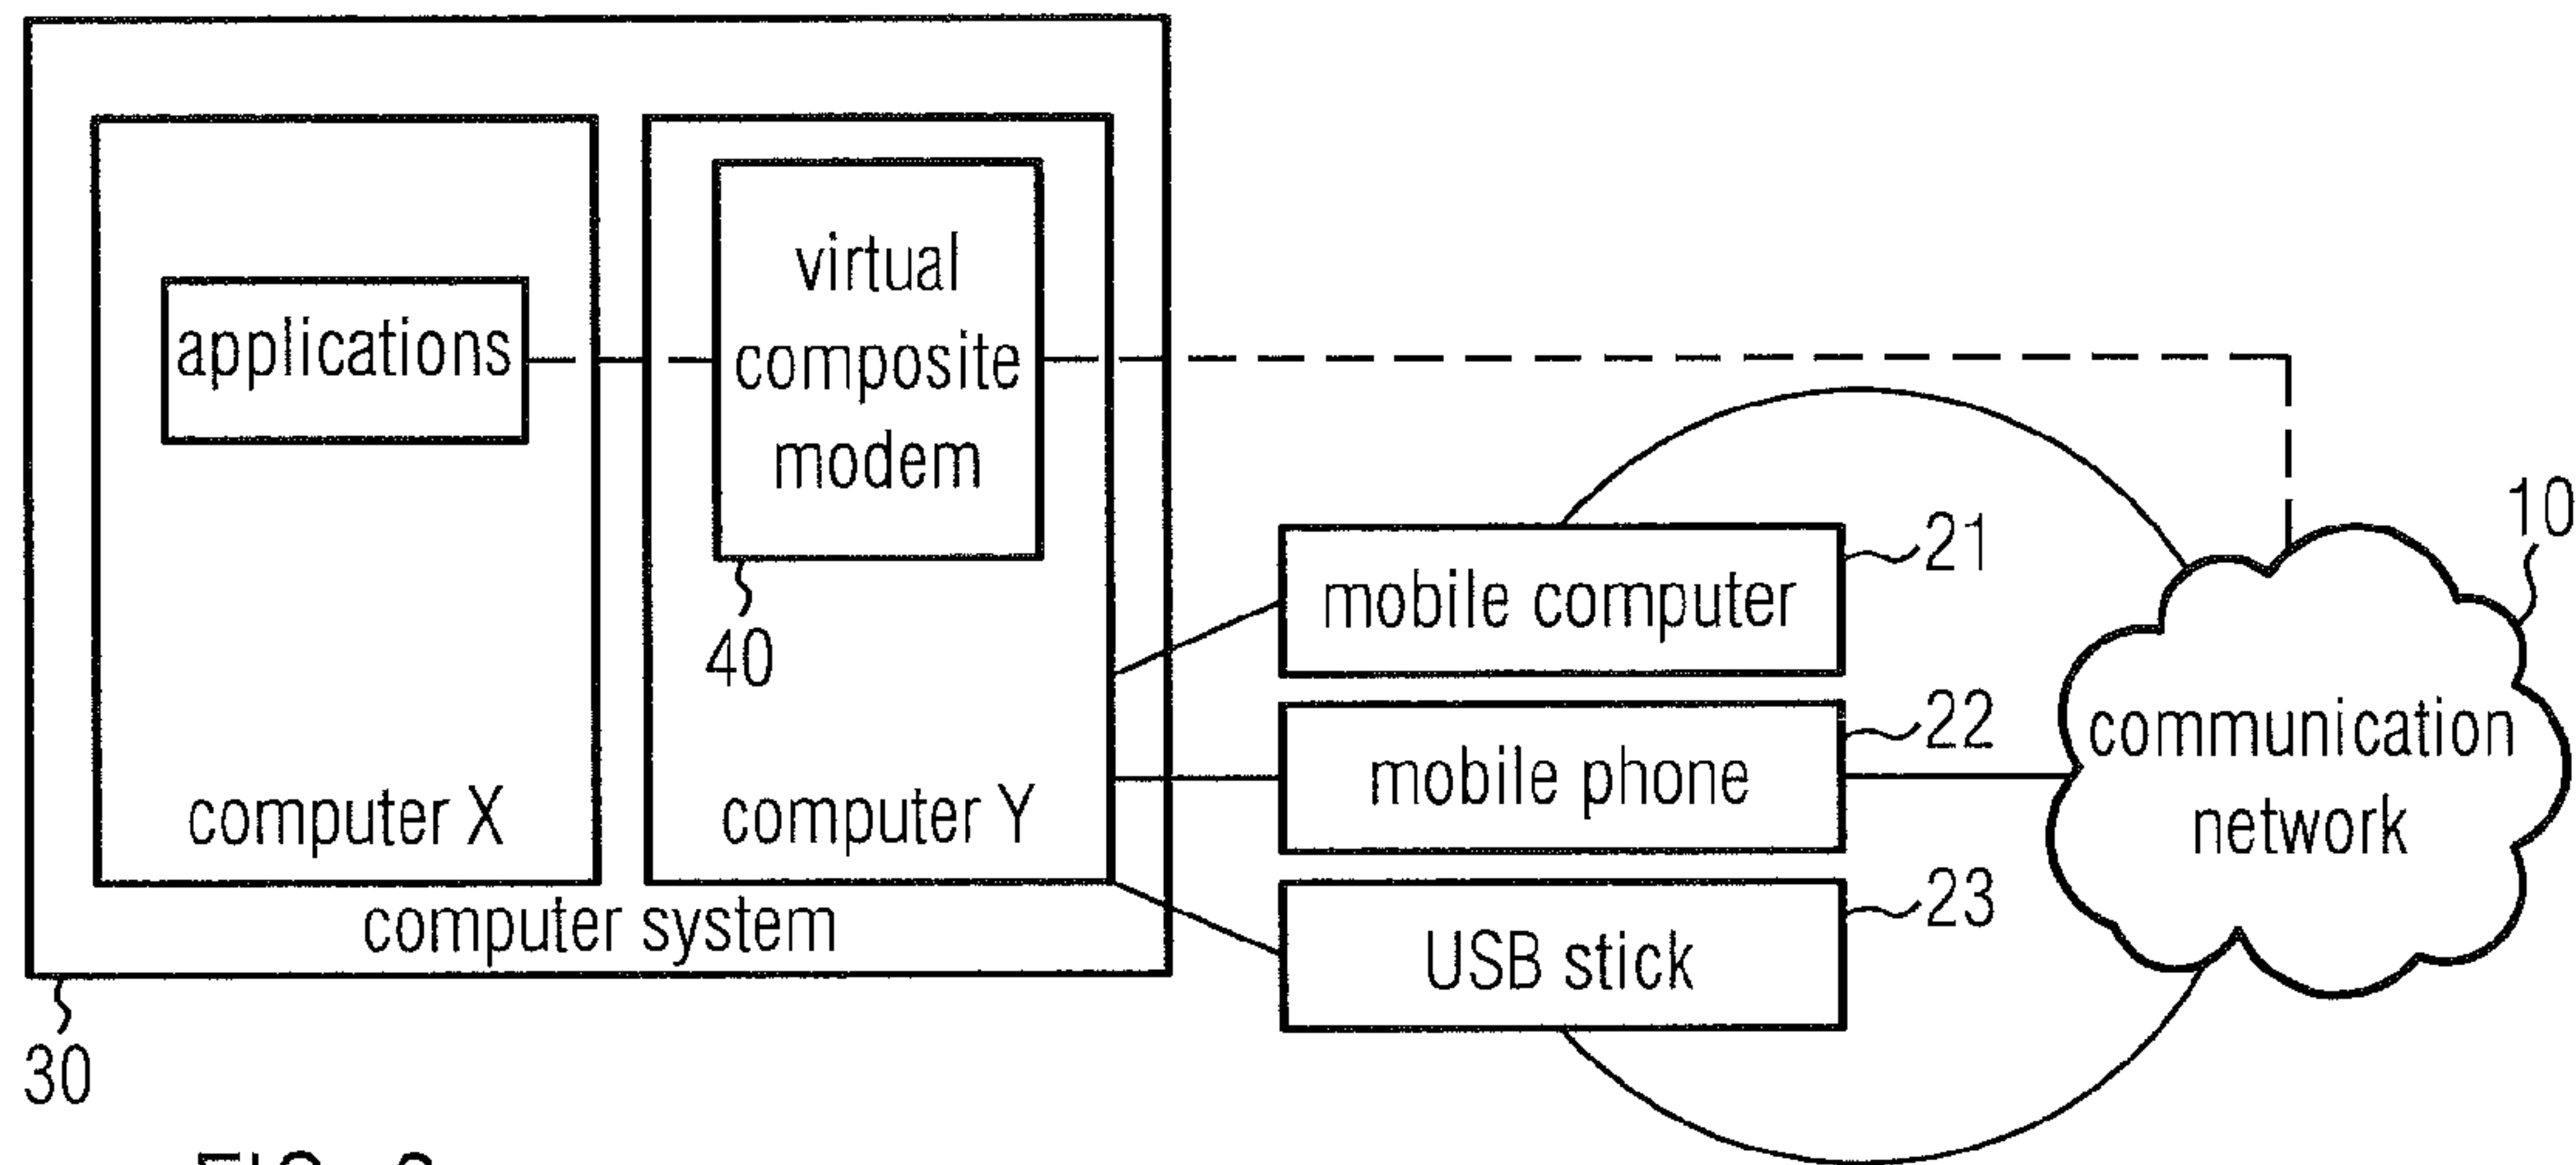 applications
virtual
composite
modem
40
computer X
computer Y
computer system
30
mobile computer
21
mobile phone
22
USB stick
23
10
communication
network